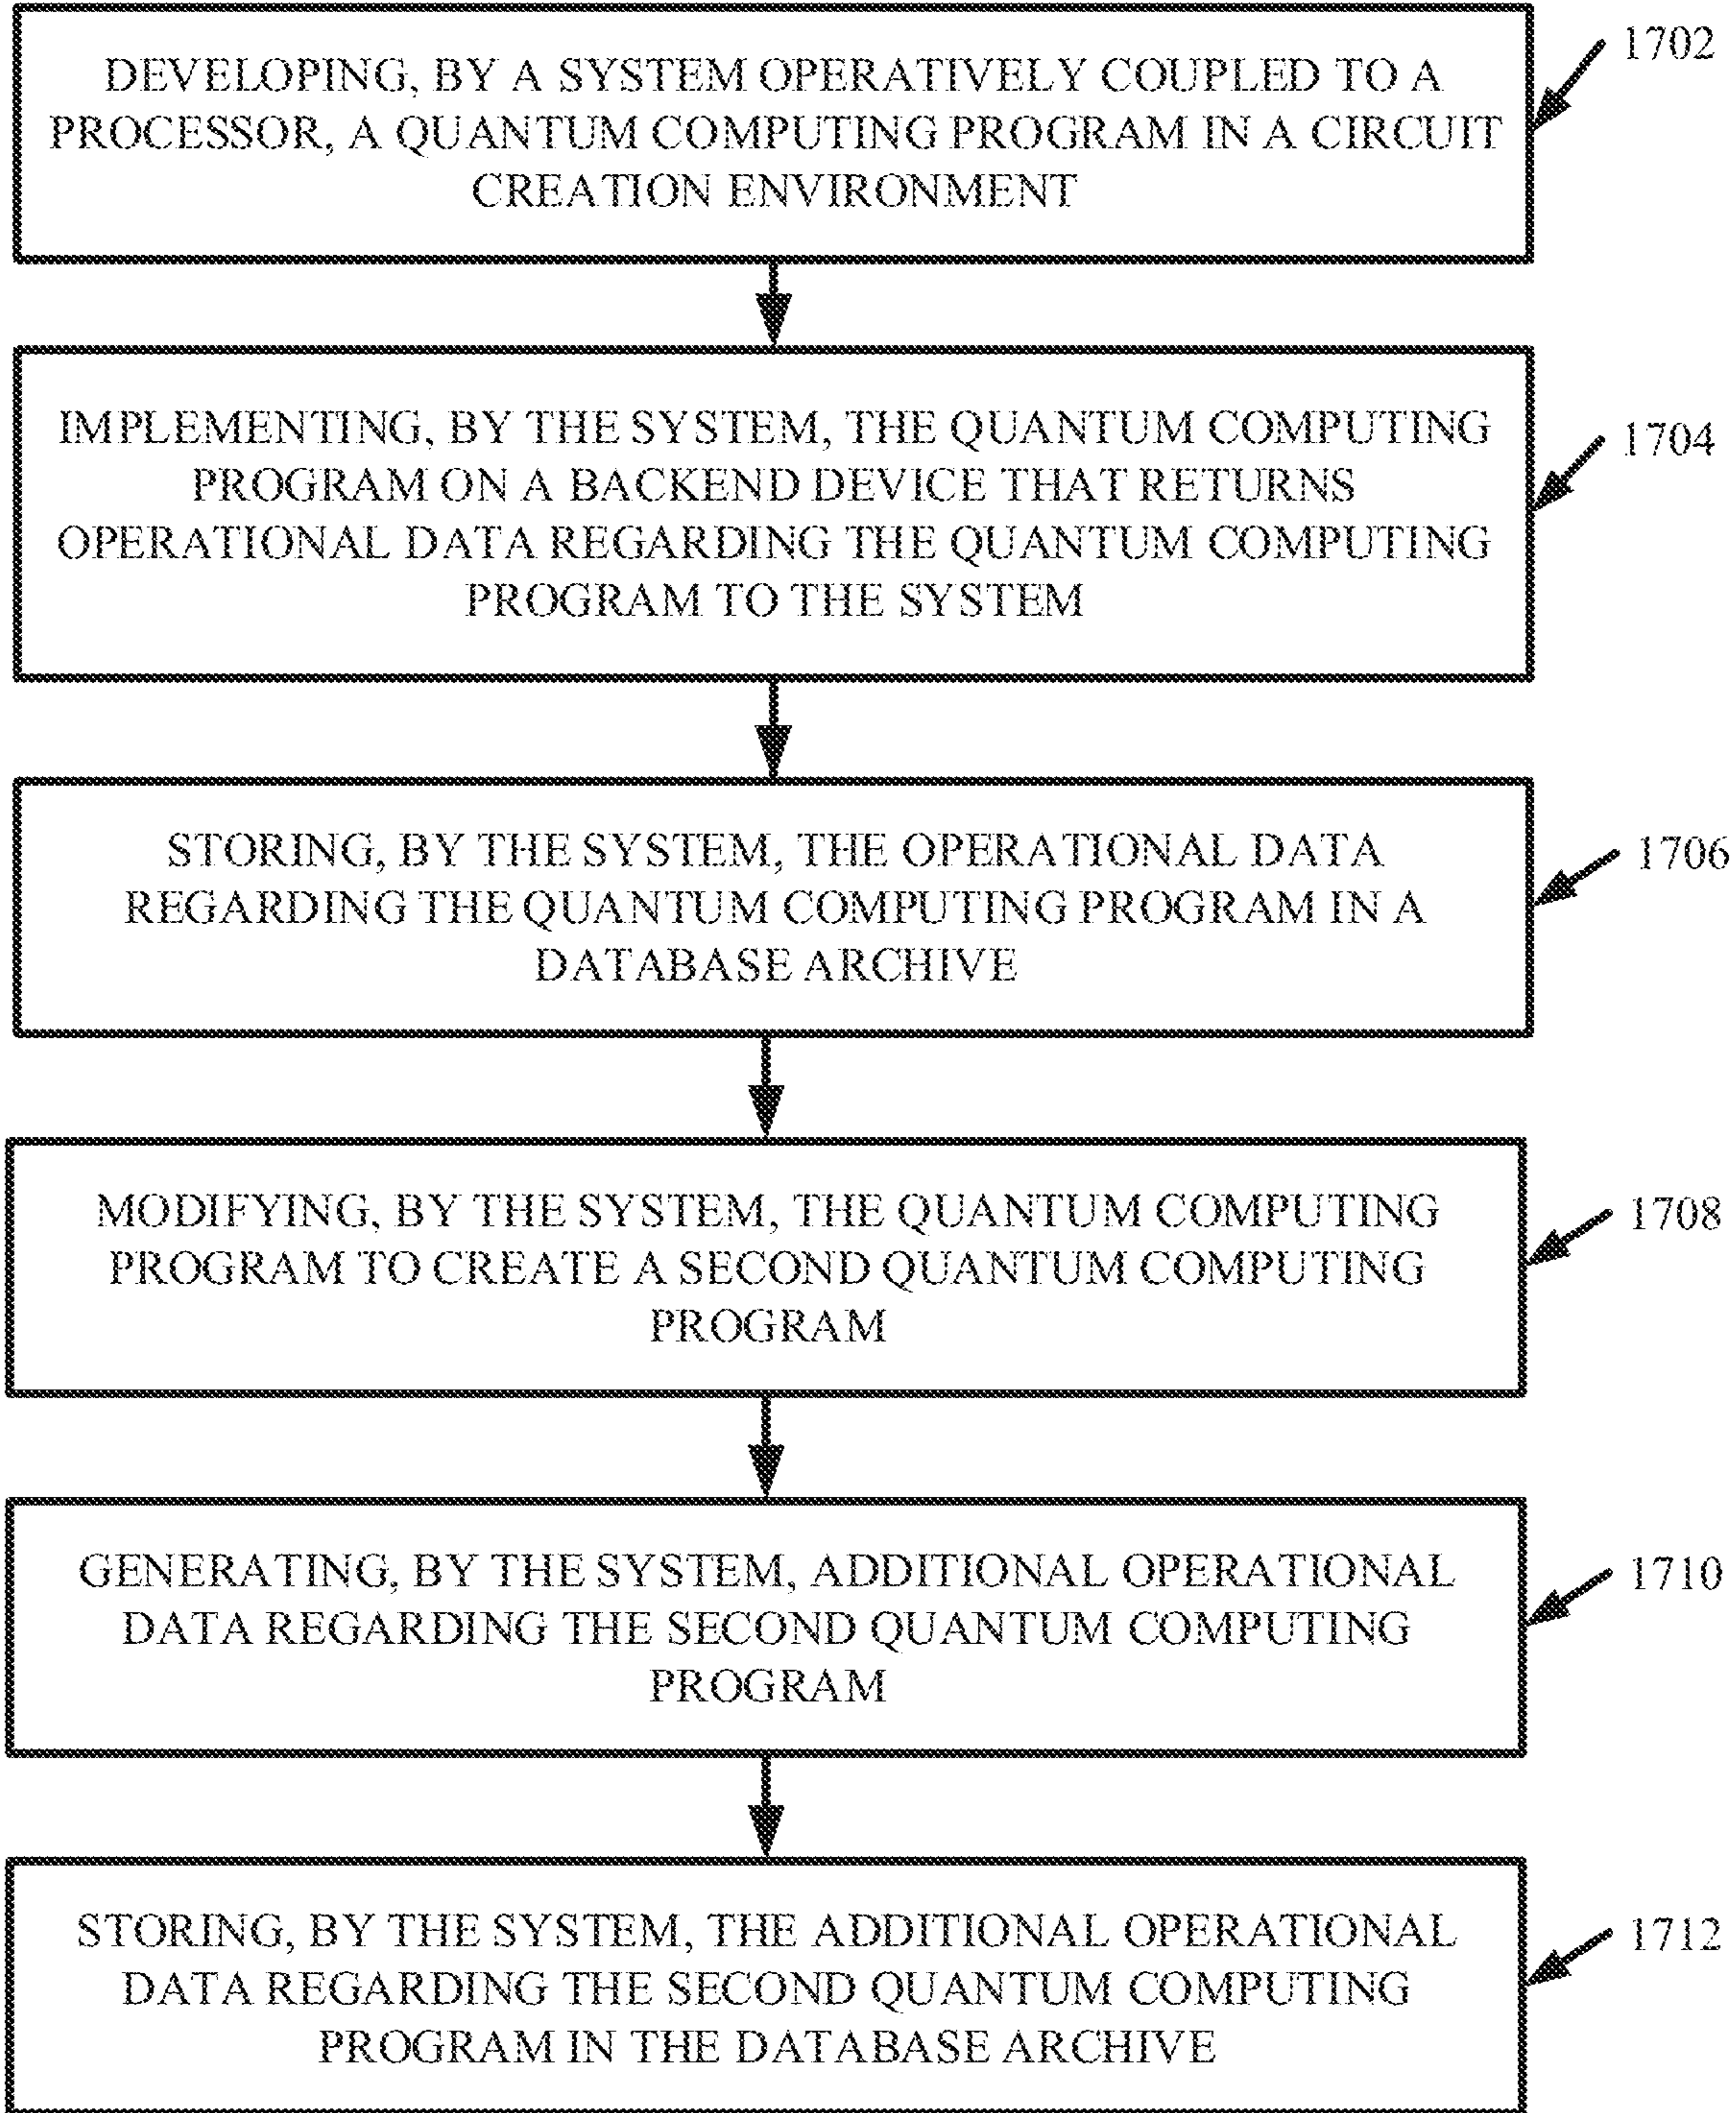 DEVELOPING, BY A SYSTEM OPERATIVELY COUPLED TO A
PROCESSOR, A QUANTUM COMPUTING PROGRAM IN A CIRCUIT
CREATION ENVIRONMENT
1702
IMPLEMENTING, BY THE SYSTEM, THE QUANTUM COMPUTING
PROGRAM ON A BACKEND DEVICE THAT RETURNS
OPERATIONAL DATA REGARDING THE QUANTUM COMPUTING
PROGRAM TO THE SYSTEM
1704
STORING, BY THE SYSTEM, THE OPERATIONAL DATA
REGARDING THE QUANTUM COMPUTING PROGRAM IN A
DATABASE ARCHIVE
1706
MODIFYING, BY THE SYSTEM, THE QUANTUM COMPUTING
PROGRAM TO CREATE A SECOND QUANTUM COMPUTING
PROGRAM
1708
GENERATING, BY THE SYSTEM, ADDITIONAL OPERATIONAL
DATA REGARDING THE SECOND QUANTUM COMPUTING
PROGRAM
1710
STORING, BY THE SYSTEM, THE ADDITIONAL OPERATIONAL
DATA REGARDING THE SECOND QUANTUM COMPUTING
PROGRAM IN THE DATABASE ARCHIVE
1712